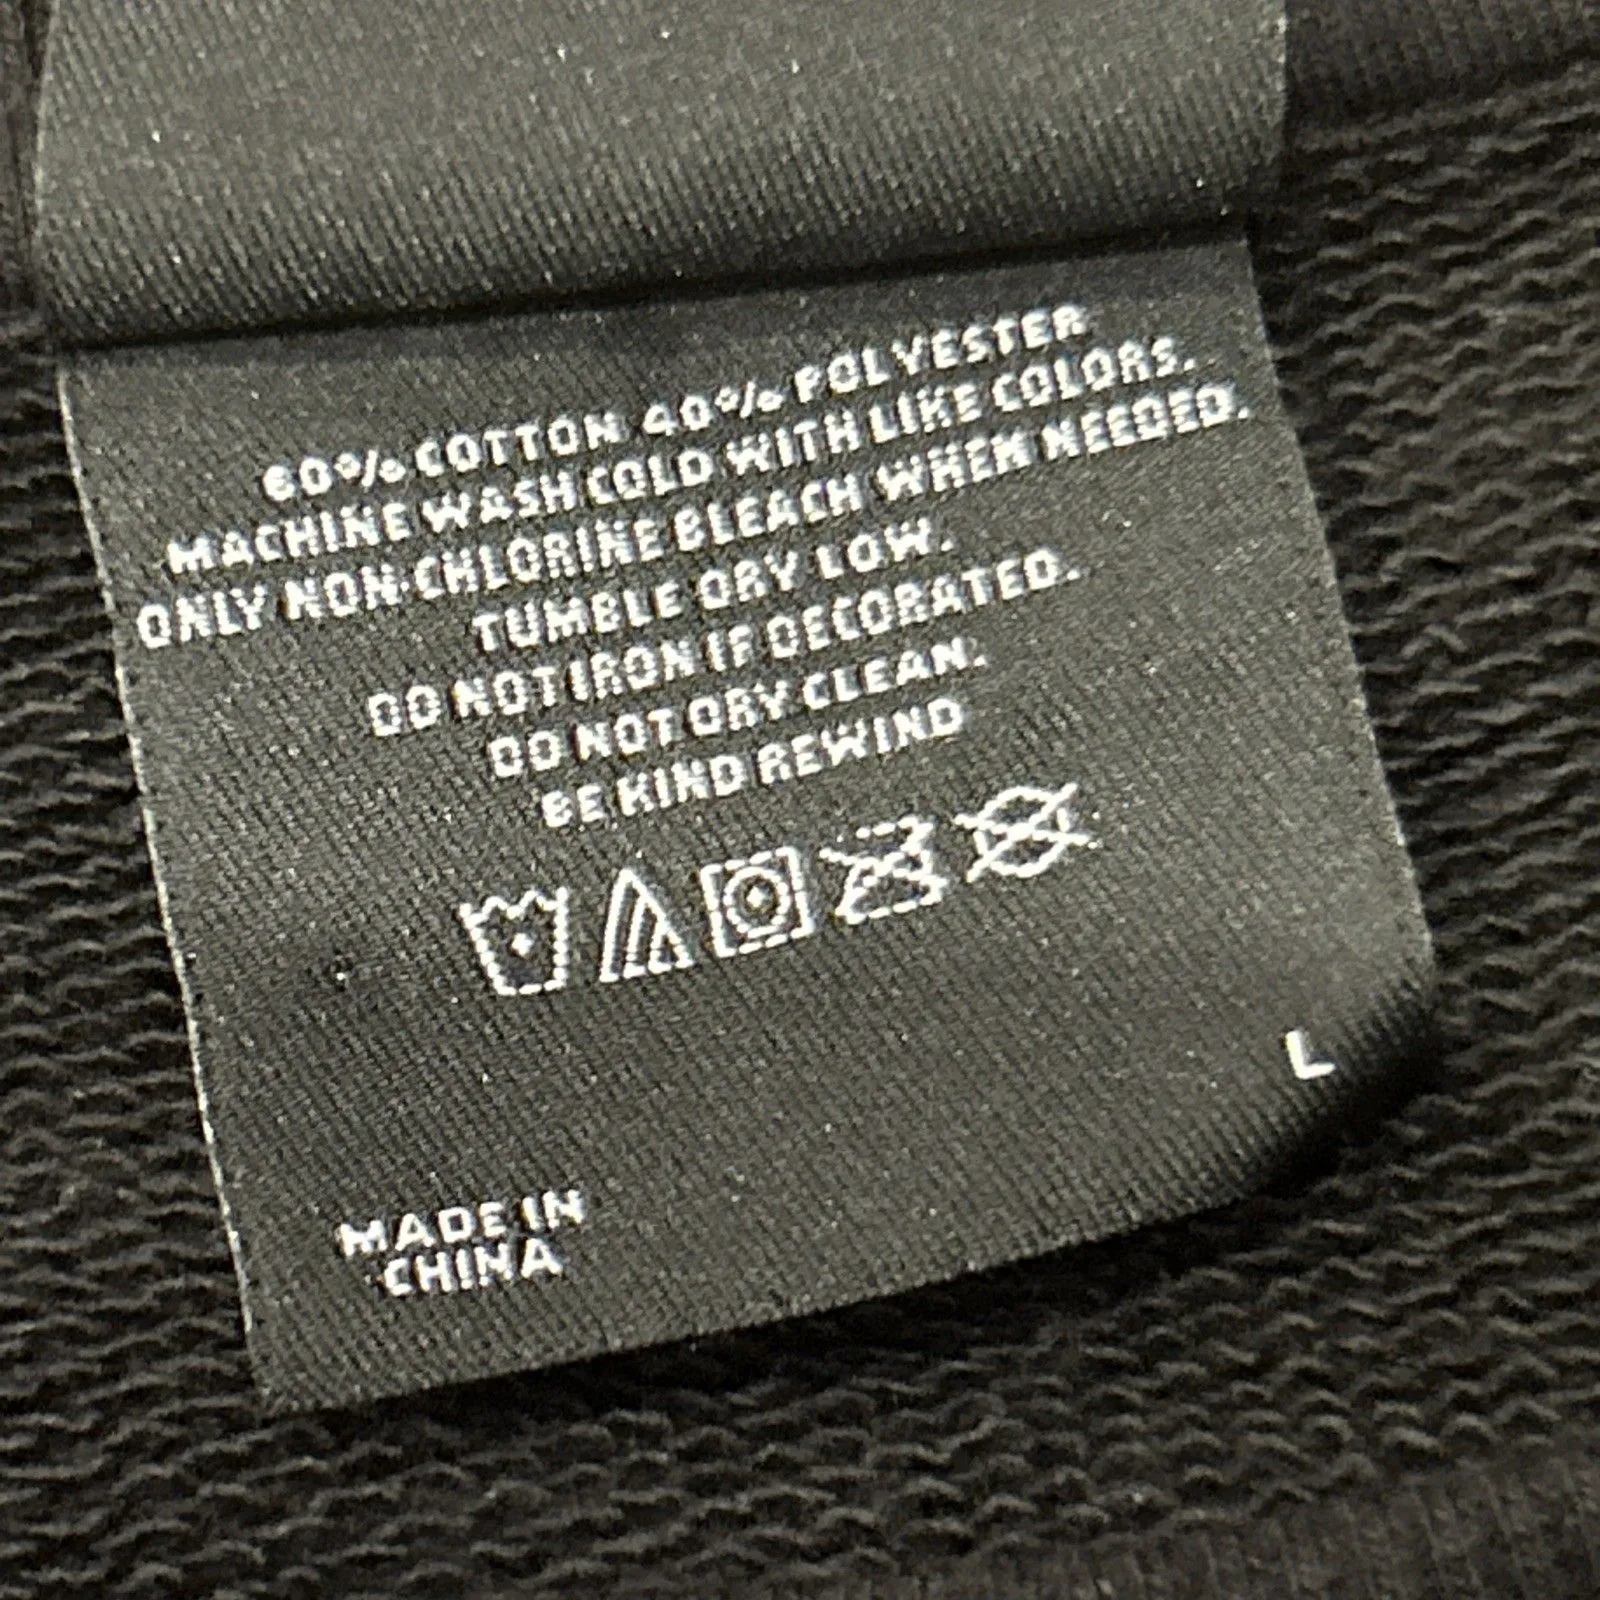 60% COTTON 40% POLYESTER
MACHINE WASH COLD WITH LIKE COLORS.
ONLY NON-CHLORINE BLEACH WHEN NEEDED.
TUMBLE DRY LOW.
DO NOT IRON IF DECORATED.
DO NOT DRY CLEAN.
BE KIND REWIND
L
MADE IN
CHINA